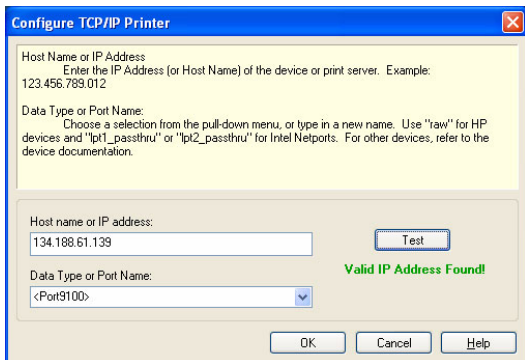 Configure TCP/IP Printer
Host Name or IP Address
Enter the IP Address (or Host Name) of the device or print server. Example:
123.456.789.012
Data Type or Port Name:
Choose a selection from the pull-down menu, or type in a new name. Use "raw" for HP
devices and "lpt1_passthru" or "lpt2_passthru" for Intel Netports. For other devices, refer to the
device documentation.
Host name or IP address:
134.188.61.139
Test
Valid IP Address Found!
Data Type or Port Name:
<Port9100>
OK
Cancel
Help